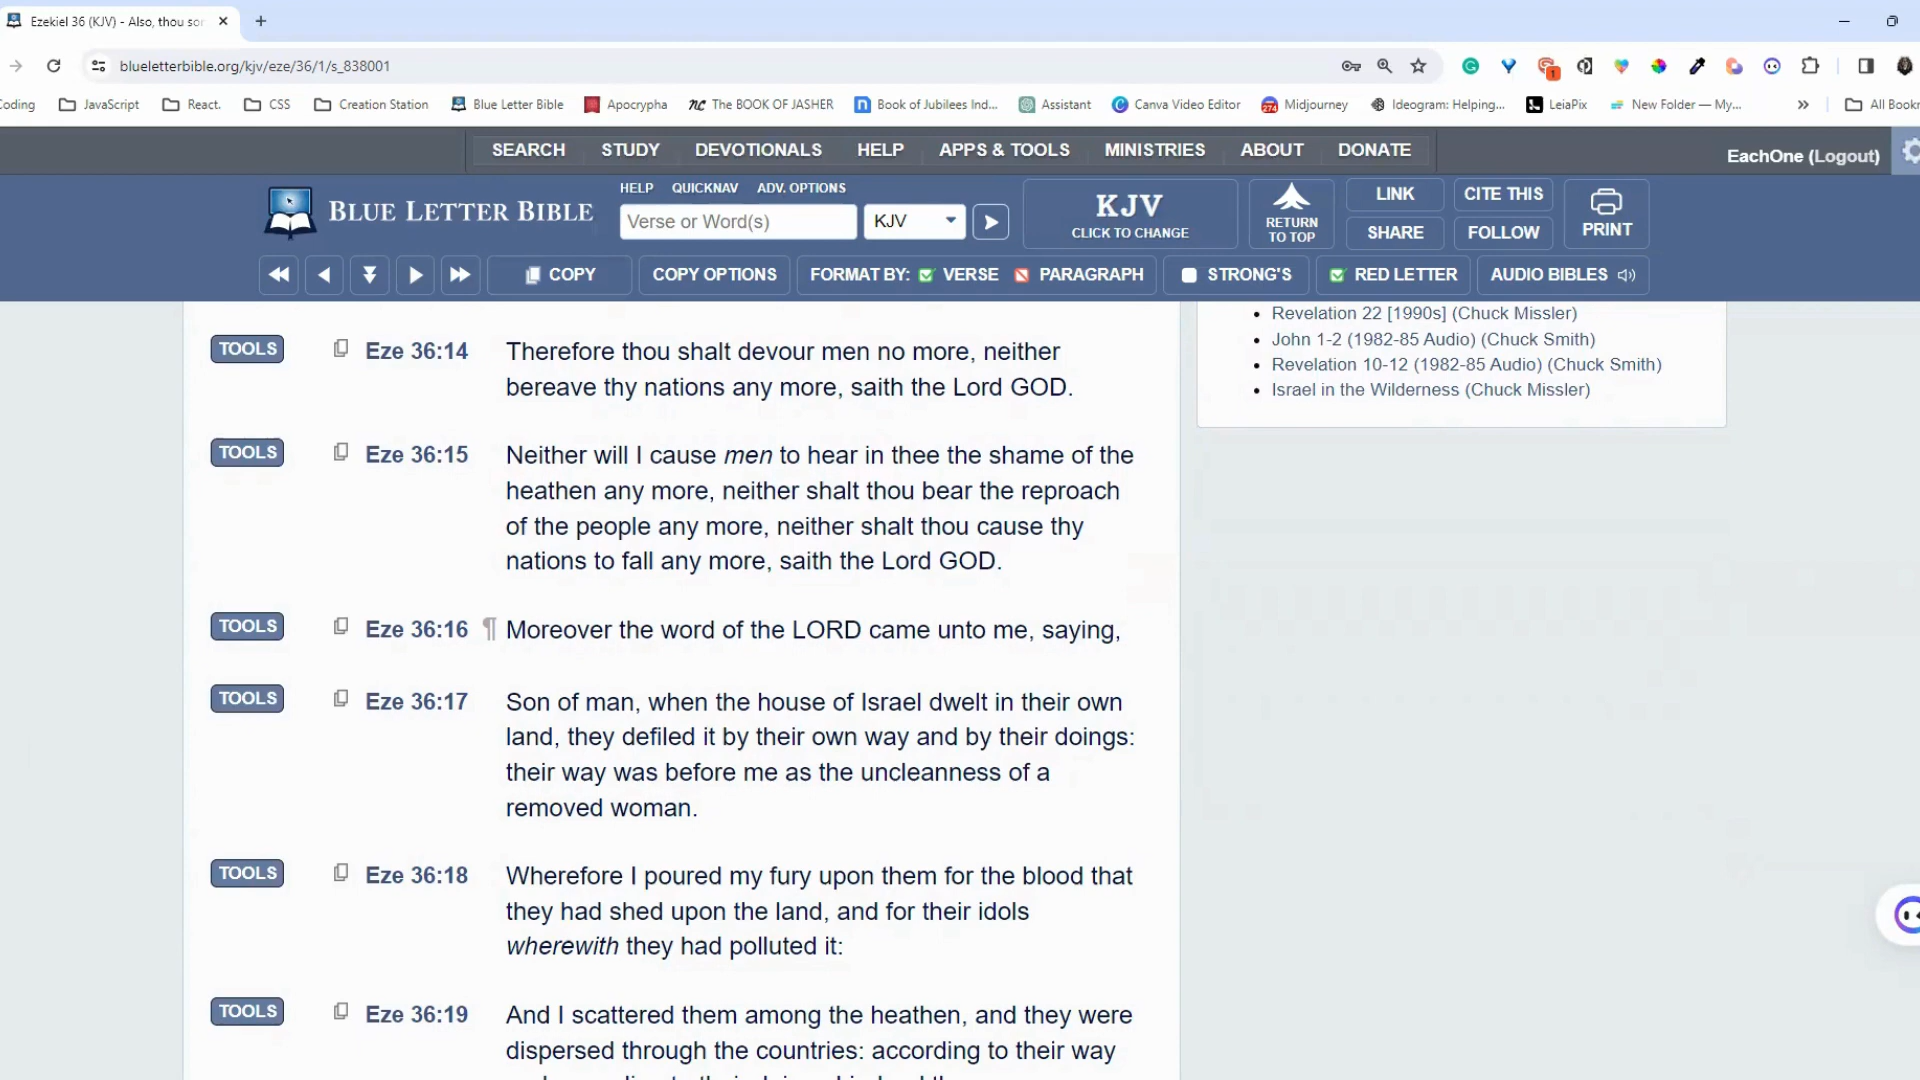 Ezekiel 36 (KJV) - Also, thou so
blueletterbible.org/kjv/eze/36/1/s_838001
1
oding JavaScript React. CSS Creation Station Blue Letter Bible Apocrypha The BOOK OF JASHER Book of Jubilees Ind... Assistant Canva Video Editor Midjourney Ideogram: Helping... LeiaPix New Folder — My... » All Book
SEARCH STUDY DEVOTIONALS HELP APPS & TOOLS MINISTRIES ABOUT DONATE
EachOne (Logout)
HELP QUICKNAV ADV. OPTIONS
BLUE LETTER BIBLE
Verse or Word(s) KJV
KJV
CLICK TO CHANGE
RETURN
TO TOP
LINK CITE THIS
SHARE FOLLOW
PRINT
COPY COPY OPTIONS FORMAT BY: VERSE PARAGRAPH STRONG'S RED LETTER AUDIO BIBLES
TOOLS Eze 36:14 Therefore thou shalt devour men no more, neither
bereave thy nations any more, saith the Lord GOD.
TOOLS Eze 36:15 Neither will I cause men to hear in thee the shame of the
heathen any more, neither shalt thou bear the reproach
of the people any more, neither shalt thou cause thy
nations to fall any more, saith the Lord GOD.
TOOLS Eze 36:16 ¶ Moreover the word of the LORD came unto me, saying,
TOOLS Eze 36:17 Son of man, when the house of Israel dwelt in their own
land, they defiled it by their own way and by their doings:
their way was before me as the uncleanness of a
removed woman.
TOOLS Eze 36:18 Wherefore I poured my fury upon them for the blood that
they had shed upon the land, and for their idols
wherewith they had polluted it:
TOOLS Eze 36:19 And I scattered them among the heathen, and they were
dispersed through the countries: according to their way
• Revelation 22 [1990s] (Chuck Missler)
• John 1-2 (1982-85 Audio) (Chuck Smith)
• Revelation 10-12 (1982-85 Audio) (Chuck Smith)
• Israel in the Wilderness (Chuck Missler)